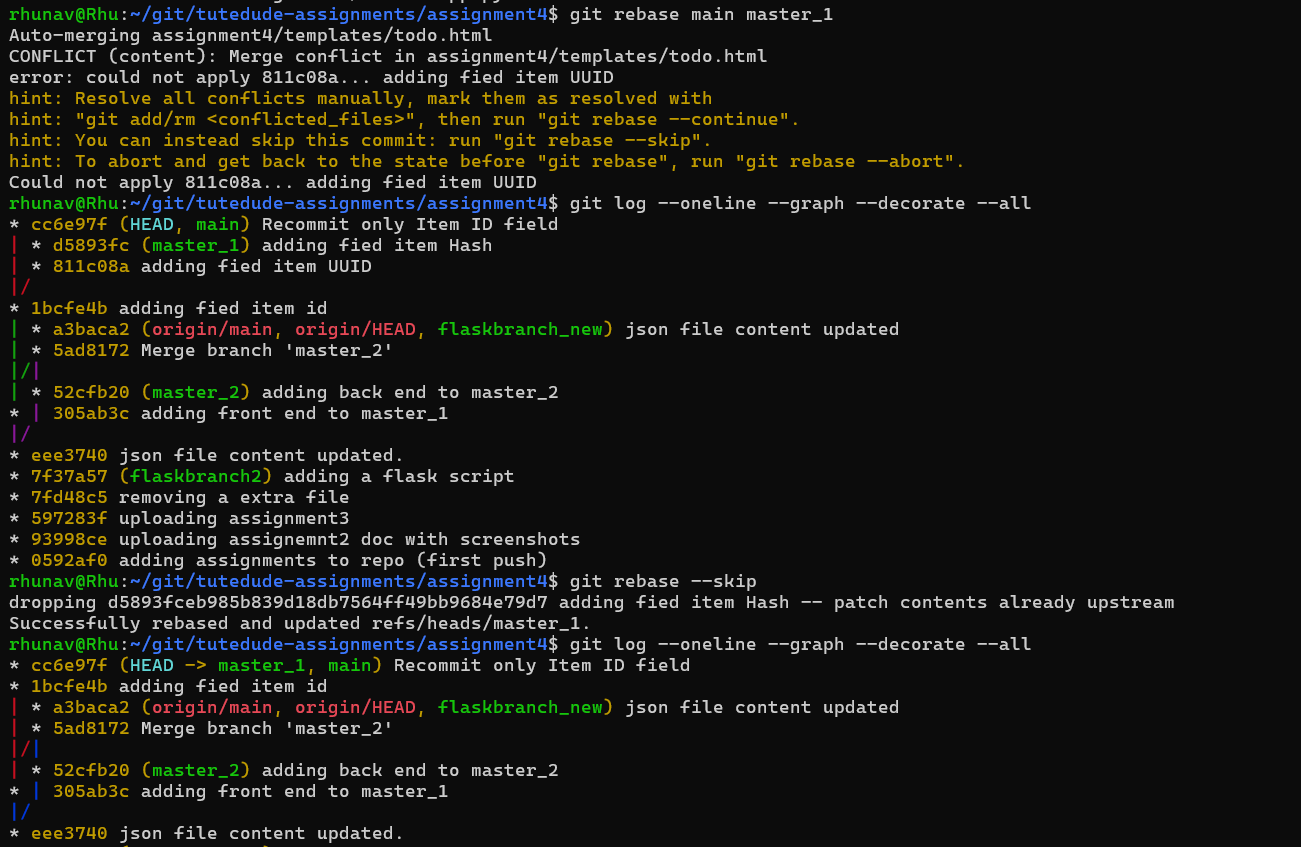 rhunav@Rhu:~/git/tutedude-assignments/assignment4$ git rebase main master_1
Auto-merging assignment4/templates/todo.html
CONFLICT (content): Merge conflict in assignment4/templates/todo.html
error: could not apply 811c08a... adding fied item UUID
hint: Resolve all conflicts manually, mark them as resolved with
hint: "git add/rm <conflicted_files>", then run "git rebase --continue".
hint: You can instead skip this commit: run "git rebase --skip".
hint: To abort and get back to the state before "git rebase", run "git rebase --abort".
Could not apply 811c08a... adding fied item UUID
rhunav@Rhu:~/git/tutedude-assignments/assignment4$ git log --oneline --graph --decorate --all
* cc6e97f (HEAD, main) Recommit only Item ID field
| * d5893fc (master_1) adding fied item Hash
| * 811c08a adding fied item UUID
|/
* 1bcfe4b adding fied item id
| * a3baca2 (origin/main, origin/HEAD, flaskbranch_new) json file content updated
| * 5ad8172 Merge branch 'master_2'
|/|
| * 52cfb20 (master_2) adding back end to master_2
* | 305ab3c adding front end to master_1
|/
* eee3740 json file content updated.
* 7f37a57 (flaskbranch2) adding a flask script
* 7fd48c5 removing a extra file
* 597283f uploading assignment3
* 93998ce uploading assignemnt2 doc with screenshots
* 0592af0 adding assignments to repo (first push)
rhunav@Rhu:~/git/tutedude-assignments/assignment4$ git rebase --skip
dropping d5893fceb985b839d18db7564ff49bb9684e79d7 adding fied item Hash -- patch contents already upstream
Successfully rebased and updated refs/heads/master_1.
rhunav@Rhu:~/git/tutedude-assignments/assignment4$ git log --oneline --graph --decorate --all
* cc6e97f (HEAD -> master_1, main) Recommit only Item ID field
* 1bcfe4b adding fied item id
| * a3baca2 (origin/main, origin/HEAD, flaskbranch_new) json file content updated
| * 5ad8172 Merge branch 'master_2'
|/|
| * 52cfb20 (master_2) adding back end to master_2
* | 305ab3c adding front end to master_1
|/
* eee3740 json file content updated.